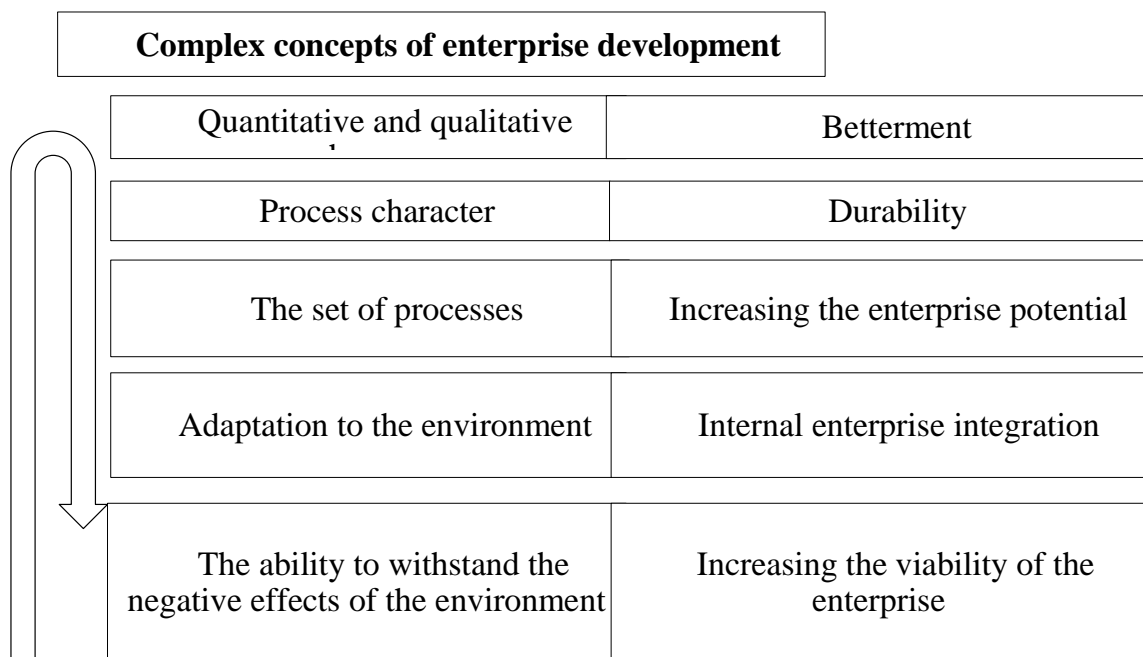 Complex concepts of enterprise development
Quantitative and qualitative
Betterment
Process character
Durability
The set of processes
Increasing the enterprise potential
Adaptation to the environment
Internal enterprise integration
The ability to withstand the
negative effects of the environment
Increasing the viability of the
enterprise